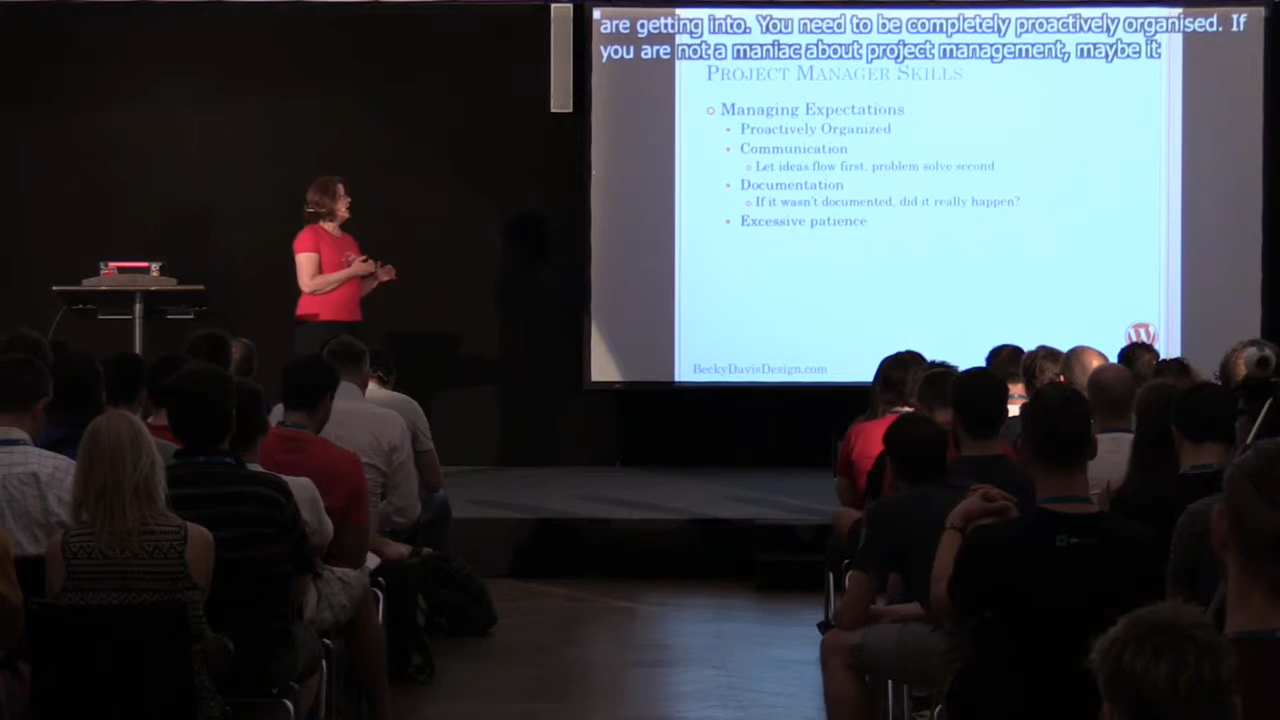 are getting into. You need to be completely proactively organised. If
you are not a maniac about project management, maybe it
Project Manager Skills
Managing Expectations
Proactively Organized
Communication
Let ideas flow first, problem solve second
Documentation
If it wasn't documented, did it really happen?
Excessive patience
BeckyDavisDesign.com